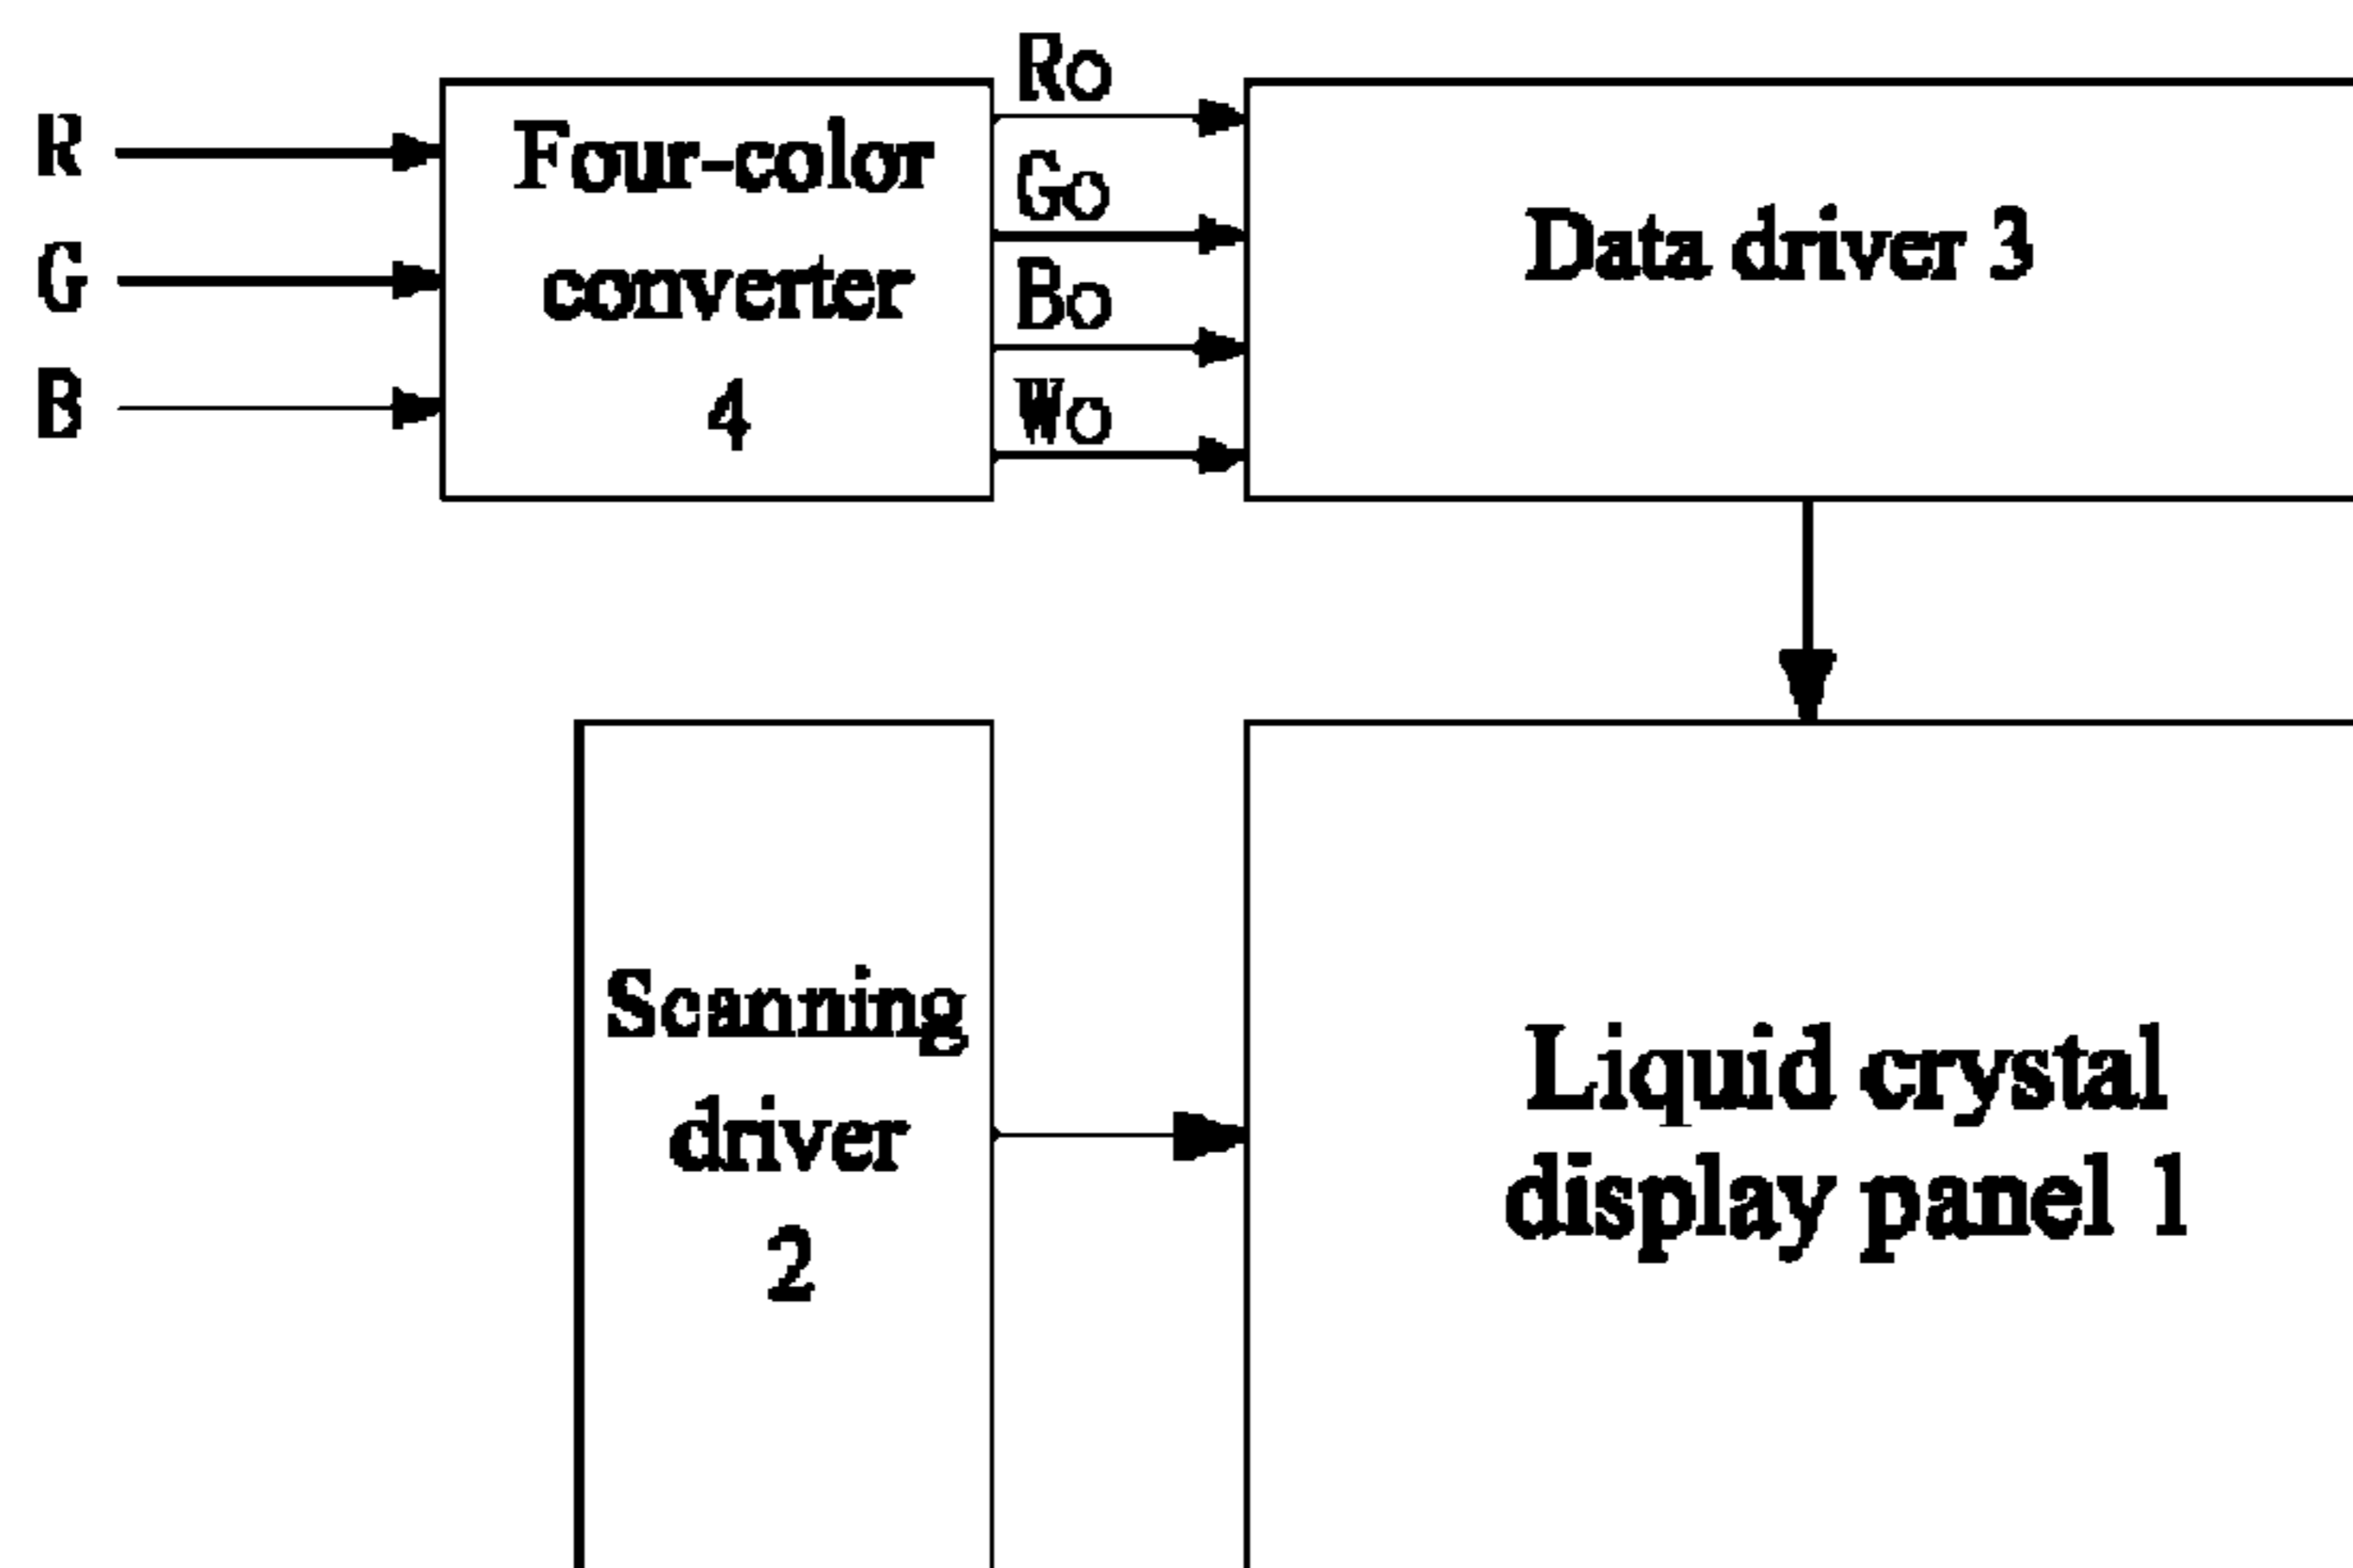 R
G
B
Four-color
converter
4
Ro
Go
Bo
Wo
Data driver 3
Scanning
driver
2
Liquid crystal
display panel 1